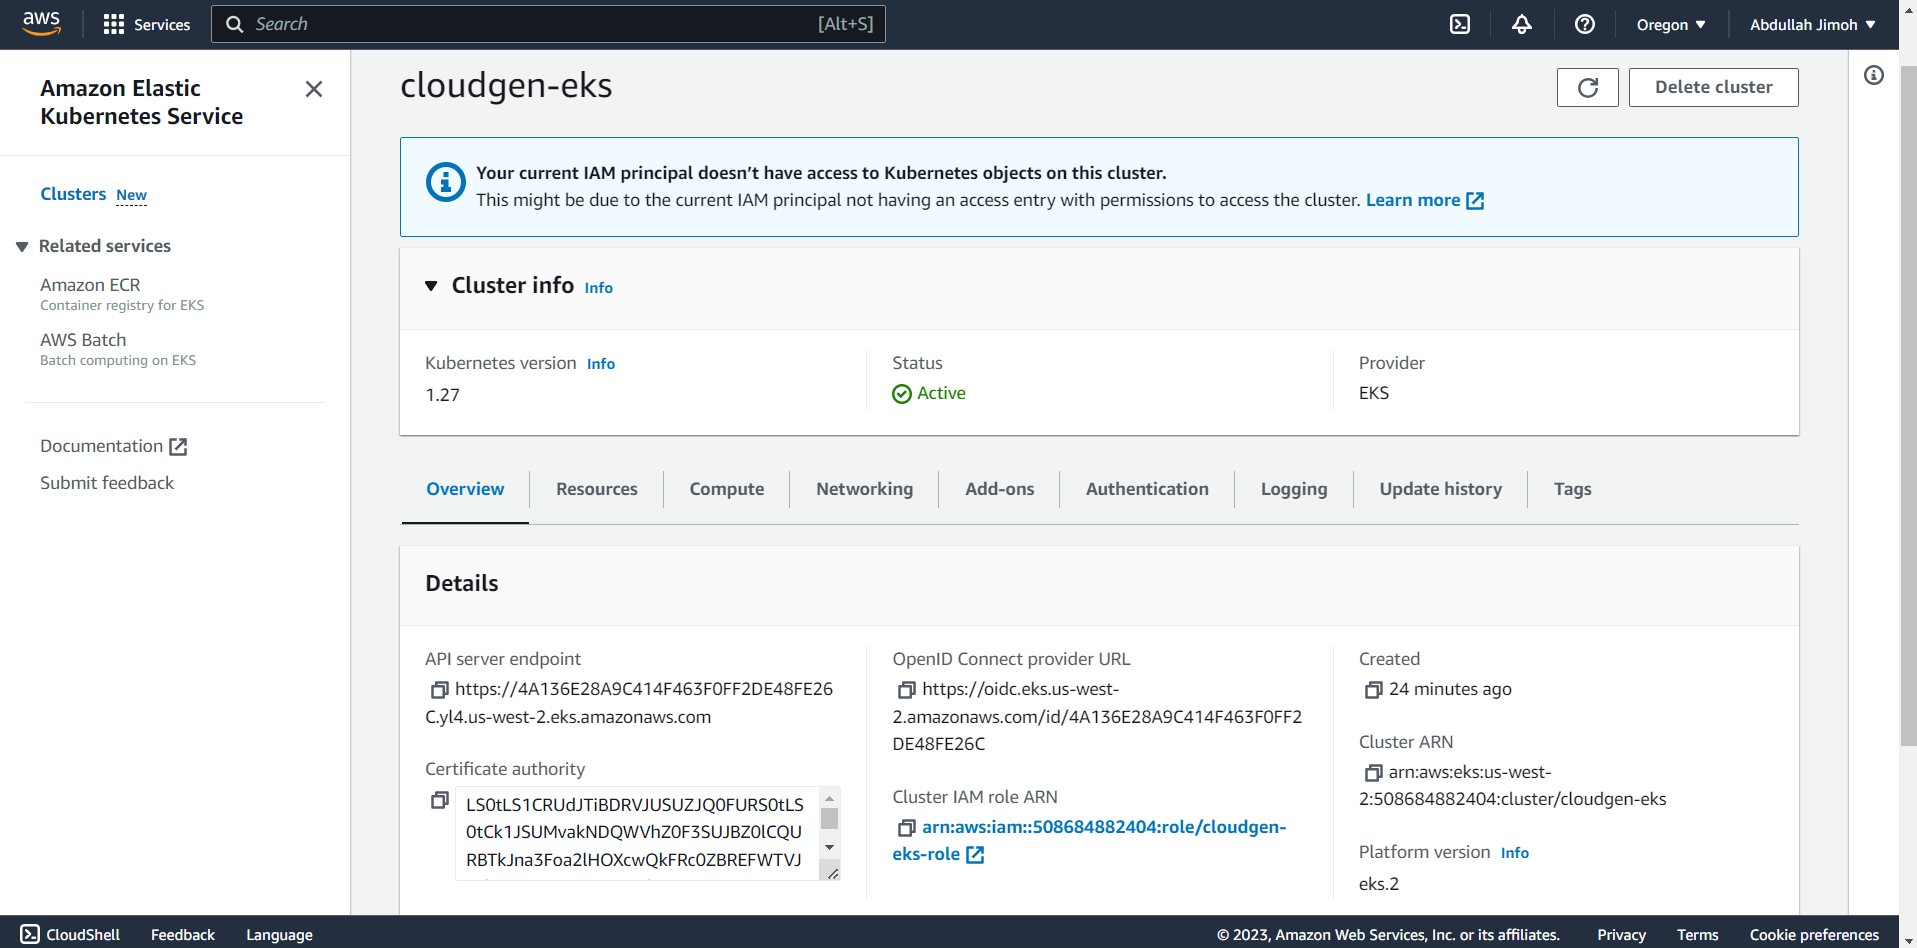 aws
Services
Search
[Alt+S]
Oregon
Abdullah Jimoh
Amazon Elastic
Kubernetes Service
Clusters New
Related services
Amazon ECR
Container registry for EKS
AWS Batch
Batch computing on EKS
Documentation
Submit feedback
cloudgen-eks
Delete cluster
Your current IAM principal doesn’t have access to Kubernetes objects on this cluster.
This might be due to the current IAM principal not having an access entry with permissions to access the cluster. Learn more
Cluster info Info
Kubernetes version Info
1.27
Status
Active
Provider
EKS
Overview
Resources
Compute
Networking
Add-ons
Authentication
Logging
Update history
Tags
Details
API server endpoint
https://4A136E28A9C414F463F0FF2DE48FE26
C.yl4.us-west-2.eks.amazonaws.com
Certificate authority
LS0tLS1CRUdJTiBDRVJUSUZJQ0FURS0tLS
0tCk1JSUMvakNDQWVhZ0F3SUJBZ0lCQU
RBTkJna3Foa2lHOXcwQkFRc0ZBREFWTVJ
OpenID Connect provider URL
https://oidc.eks.us-west-
2.amazonaws.com/id/4A136E28A9C414F463F0FF2
DE48FE26C
Cluster IAM role ARN
arn:aws:iam::508684882404:role/cloudgen-
eks-role
Created
24 minutes ago
Cluster ARN
arn:aws:eks:us-west-
2:508684882404:cluster/cloudgen-eks
Platform version Info
eks.2
CloudShell
Feedback
Language
© 2023, Amazon Web Services, Inc. or its affiliates.
Privacy
Terms
Cookie preferences